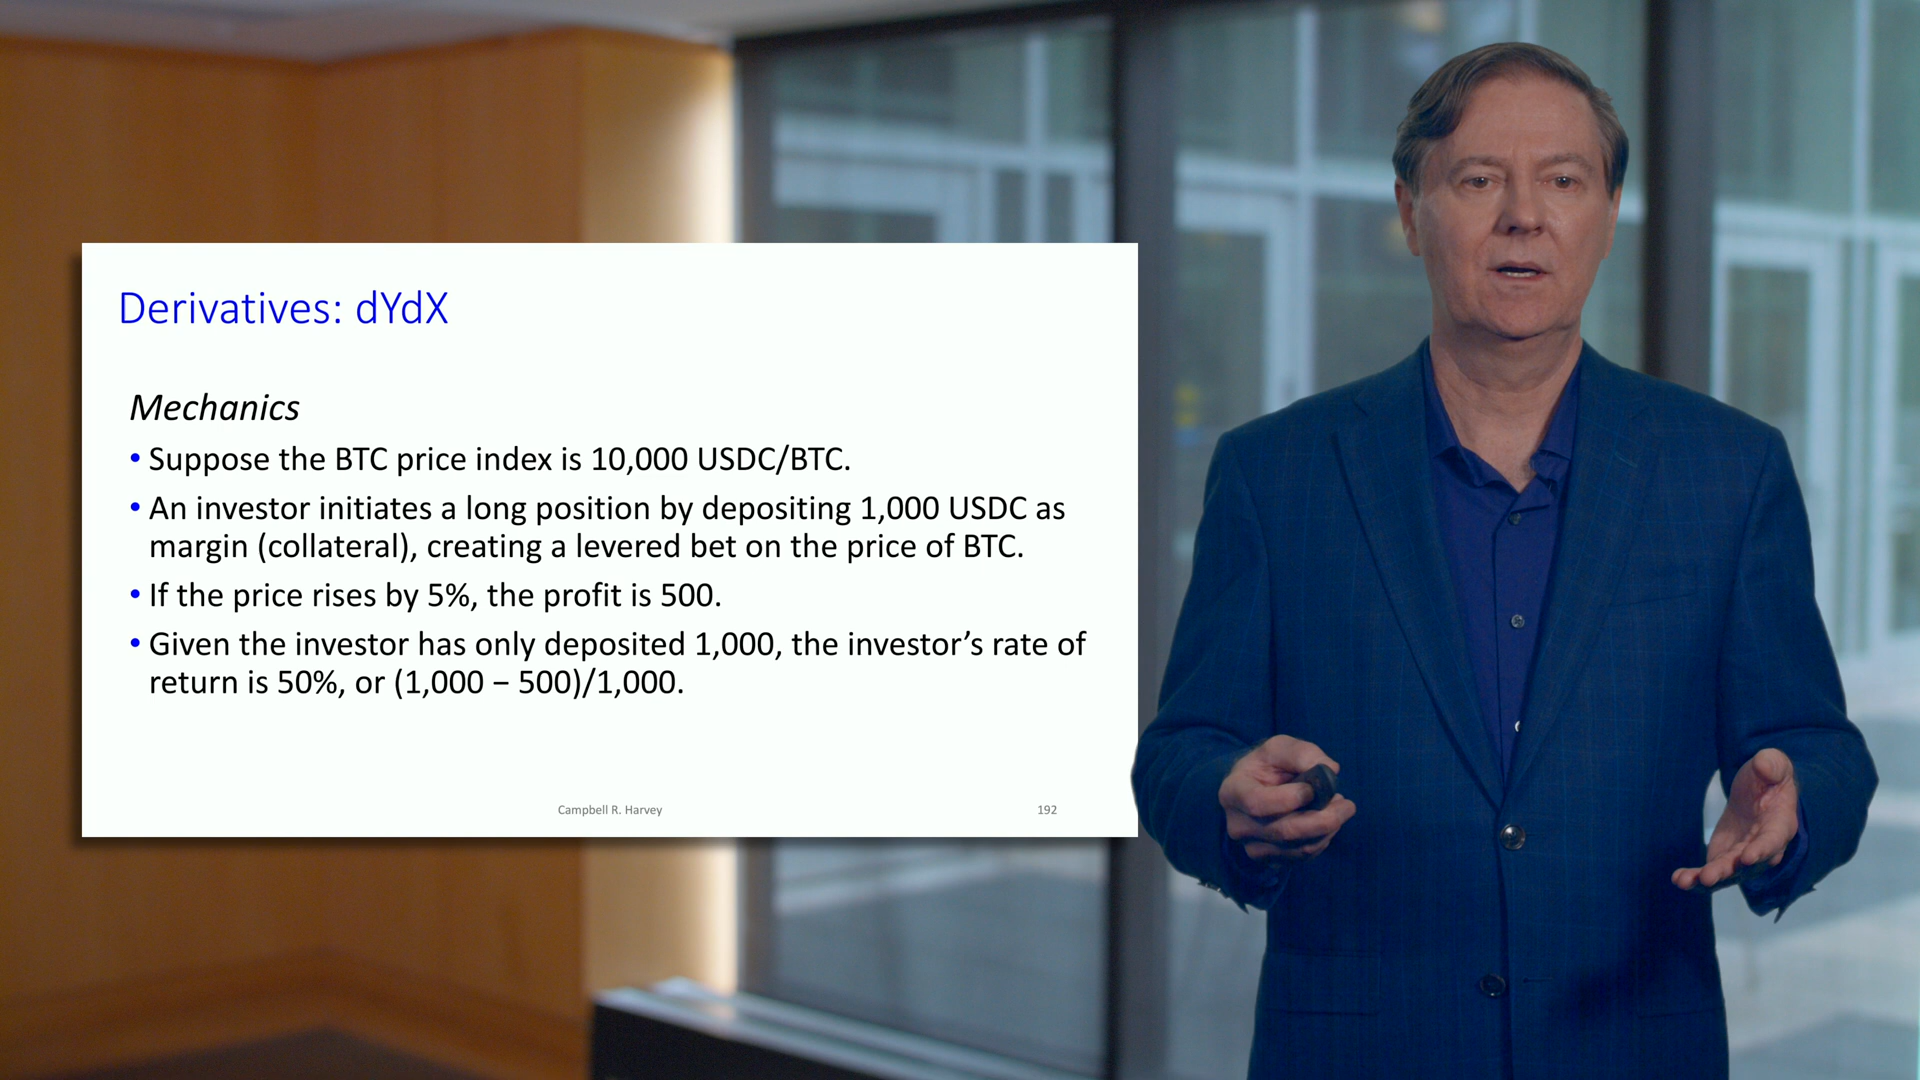 Derivatives: dYdX
Mechanics
• Suppose the BTC price index is 10,000 USDC/BTC.
• An investor initiates a long position by depositing 1,000 USDC as
margin (collateral), creating a levered bet on the price of BTC.
• If the price rises by 5%, the profit is 500.
• Given the investor has only deposited 1,000, the investor’s rate of
return is 50%, or (1,000 − 500)/1,000.
Campbell R. Harvey
192